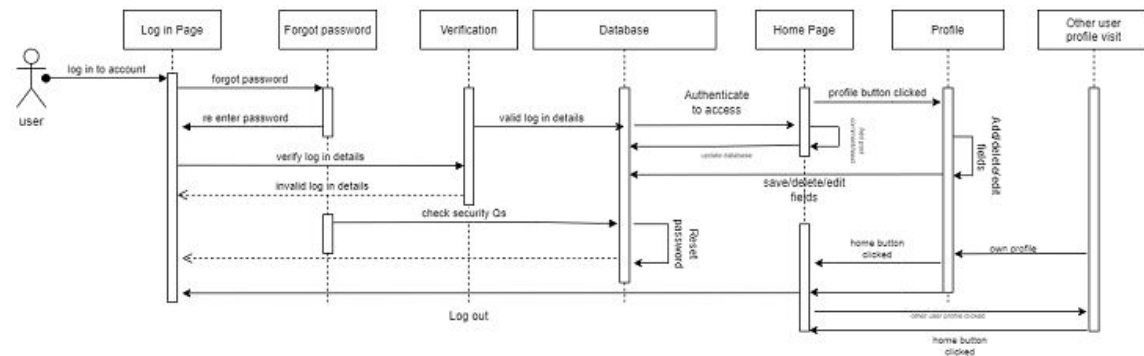 Log in Page
Forgot password
Verification
Database
Home Page
Profile
Other user
profile visit
log in to account
user
forgot password
re enter password
verify log in details
invalid log in details
valid log in details
check security Qs
Authenticate
to access
update database
profile button clicked
Add/delete/edit
fields
save/delete/edit
fields
Reset
password
home button
clicked
own profile
Log out
other user profile clicked
home button
clicked